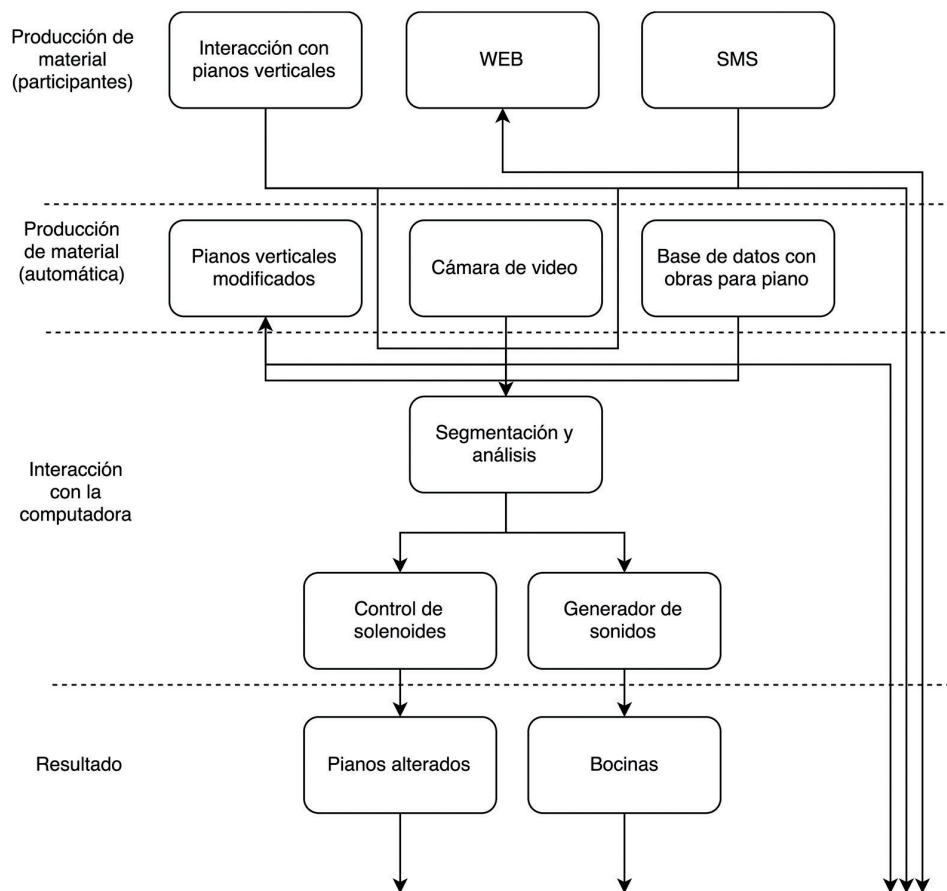 Producción de
material
(participantes)
Interacción con
pianos verticales
WEB
SMS
Producción
de material
(automática)
Pianos verticales
modificados
Cámara de video
Base de datos con
obras para piano
Interacción
con la
computadora
Segmentación y
análisis
Control de
solenoides
Generador de
sonidos
Resultado
Pianos alterados
Bocinas